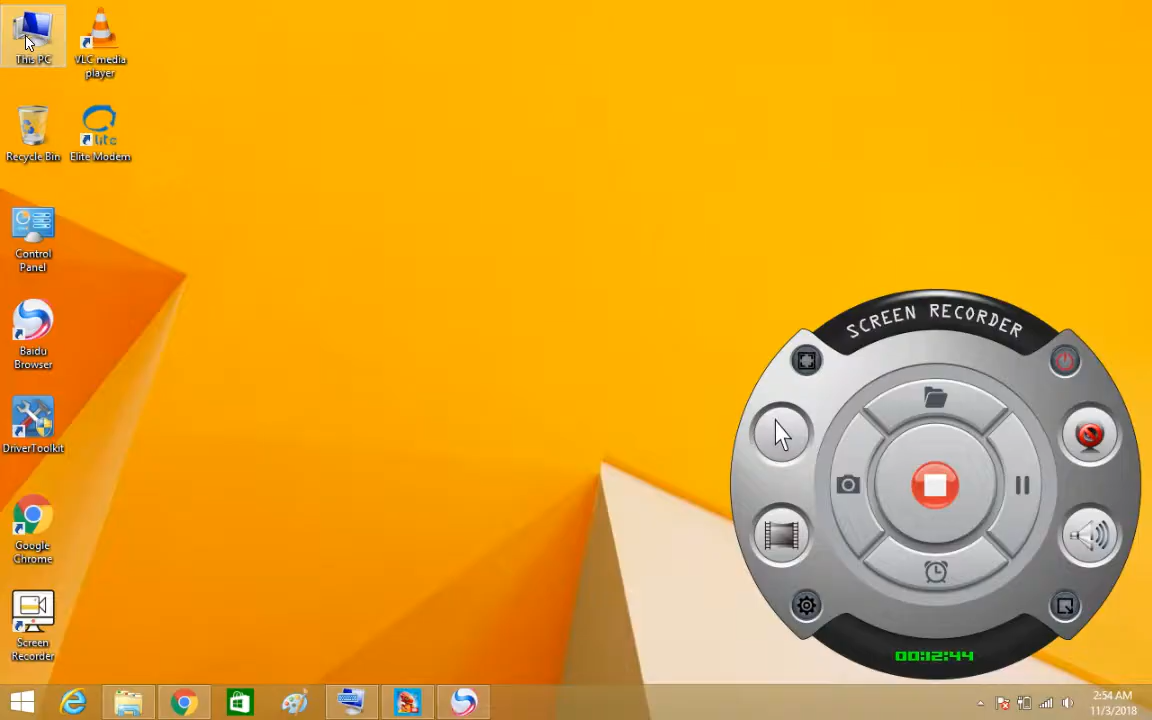 This PC
VLC media
player
Recycle Bin
lite
Elite Modem
Control
Panel
Baidu
Browser
DriverToolkit
Google
Chrome
Screen
Recorder
SCREEN RECORDER
00:12:44
2:54 AM
11/3/2018